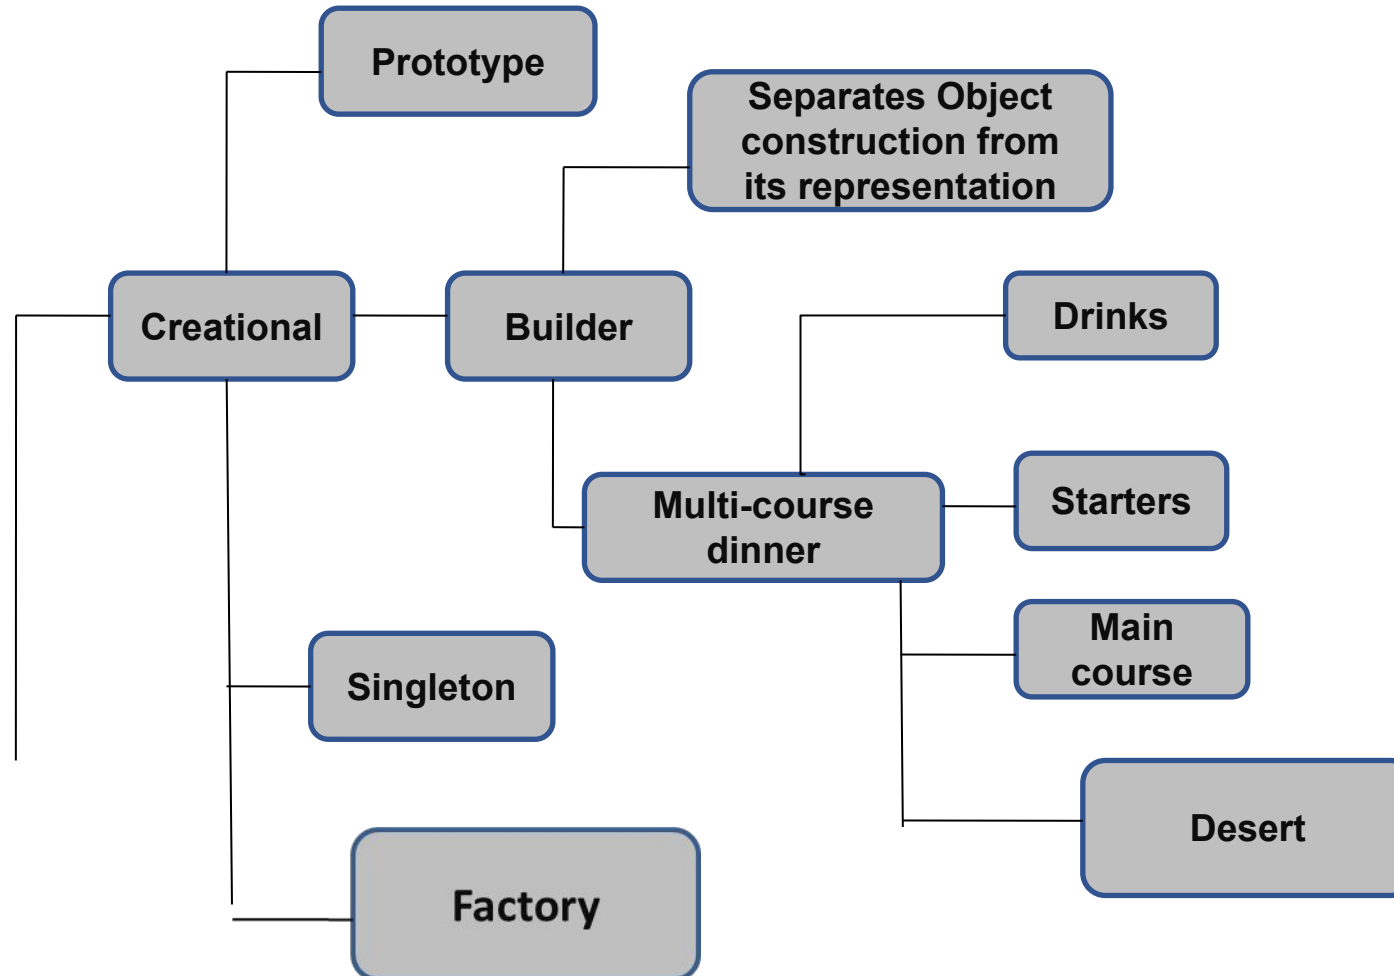 Prototype
Separates Object
construction from
its representation
Creational
Builder
Drinks
Multi-course
dinner
Starters
Main
course
Singleton
Desert
Factory